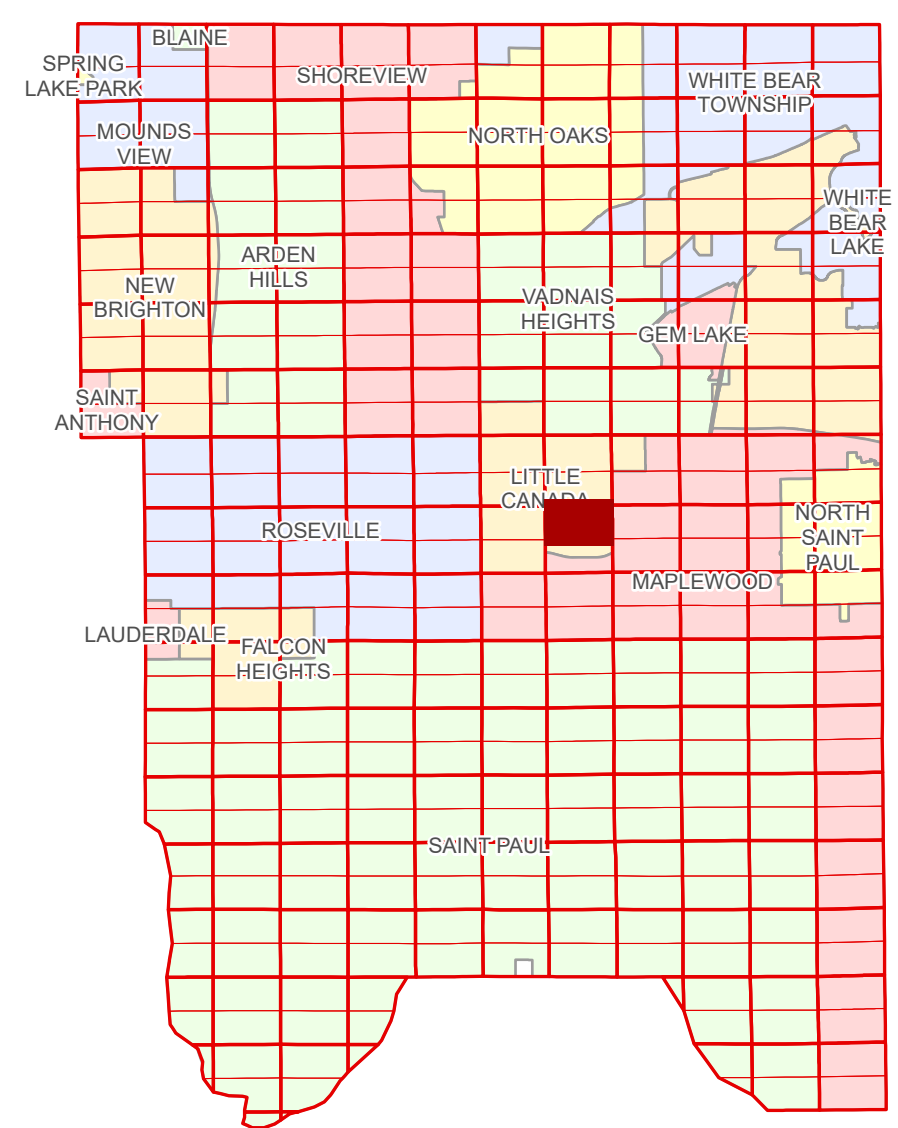 BLAINE
SPRING
LAKE PARK
SHOREVIEW
WHITE BEAR
TOWNSHIP
MOUNDS
VIEW
NORTH OAKS
WHITE
BEAR
LAKE
ARDEN
HILLS
NEW
BRIGHTON
VADNAIS
HEIGHTS
GEM LAKE
SAINT
ANTHONY
LITTLE
CANADA
ROSEVILLE
NORTH
SAINT
PAUL
MAPLEWOOD
LAUDERDALE
FALCON
HEIGHTS
SAINT PAUL